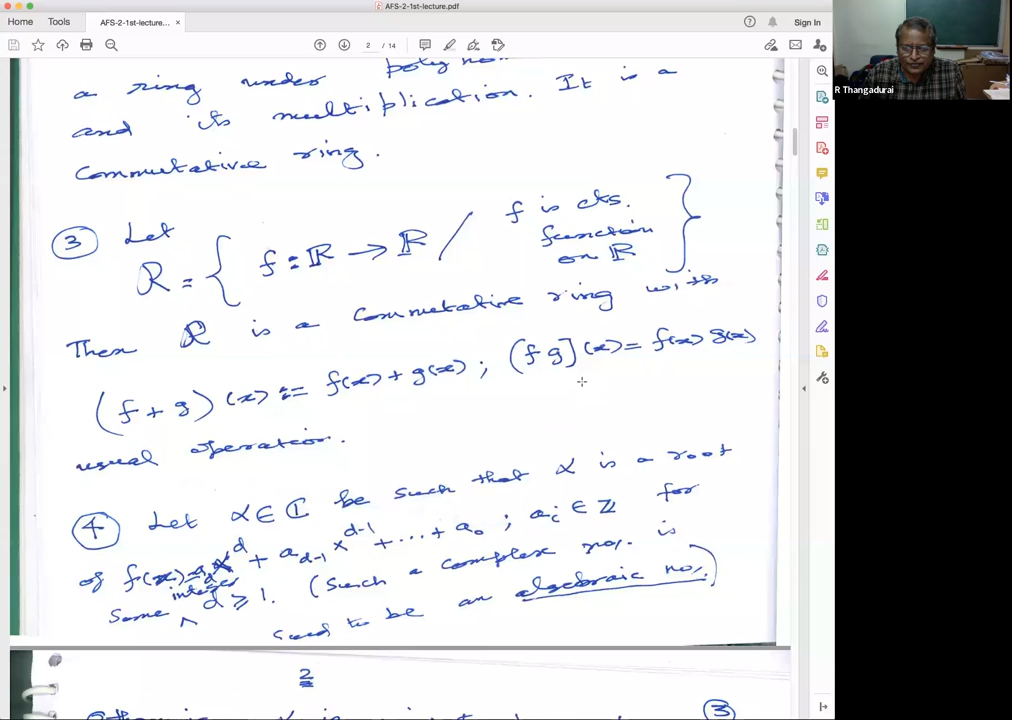 AFS-2-1st-lecture.pdf
Home Tools AFS-2-1st-lecture... × Sign In
2 / 14
R Thangadurai
a ring under
and its multiplication. It is a
commutative ring.
③ Let
R = { f : ℝ → ℝ / f is cts. function on ℝ }
Then R is a commutative ring with
(f + g)(x) := f(x) + g(x) ; (f g)(x) = f(x) g(x)
usual operation.
④ Let α ∈ ℂ be such that α is a root
of f(x) = a_d x^d + a_{d-1} x^{d-1} + ... + a_0 ; a_i ∈ ℤ for
some integer d ≥ 1. (Such a complex no. is
said to be an algebraic no.)
2
③